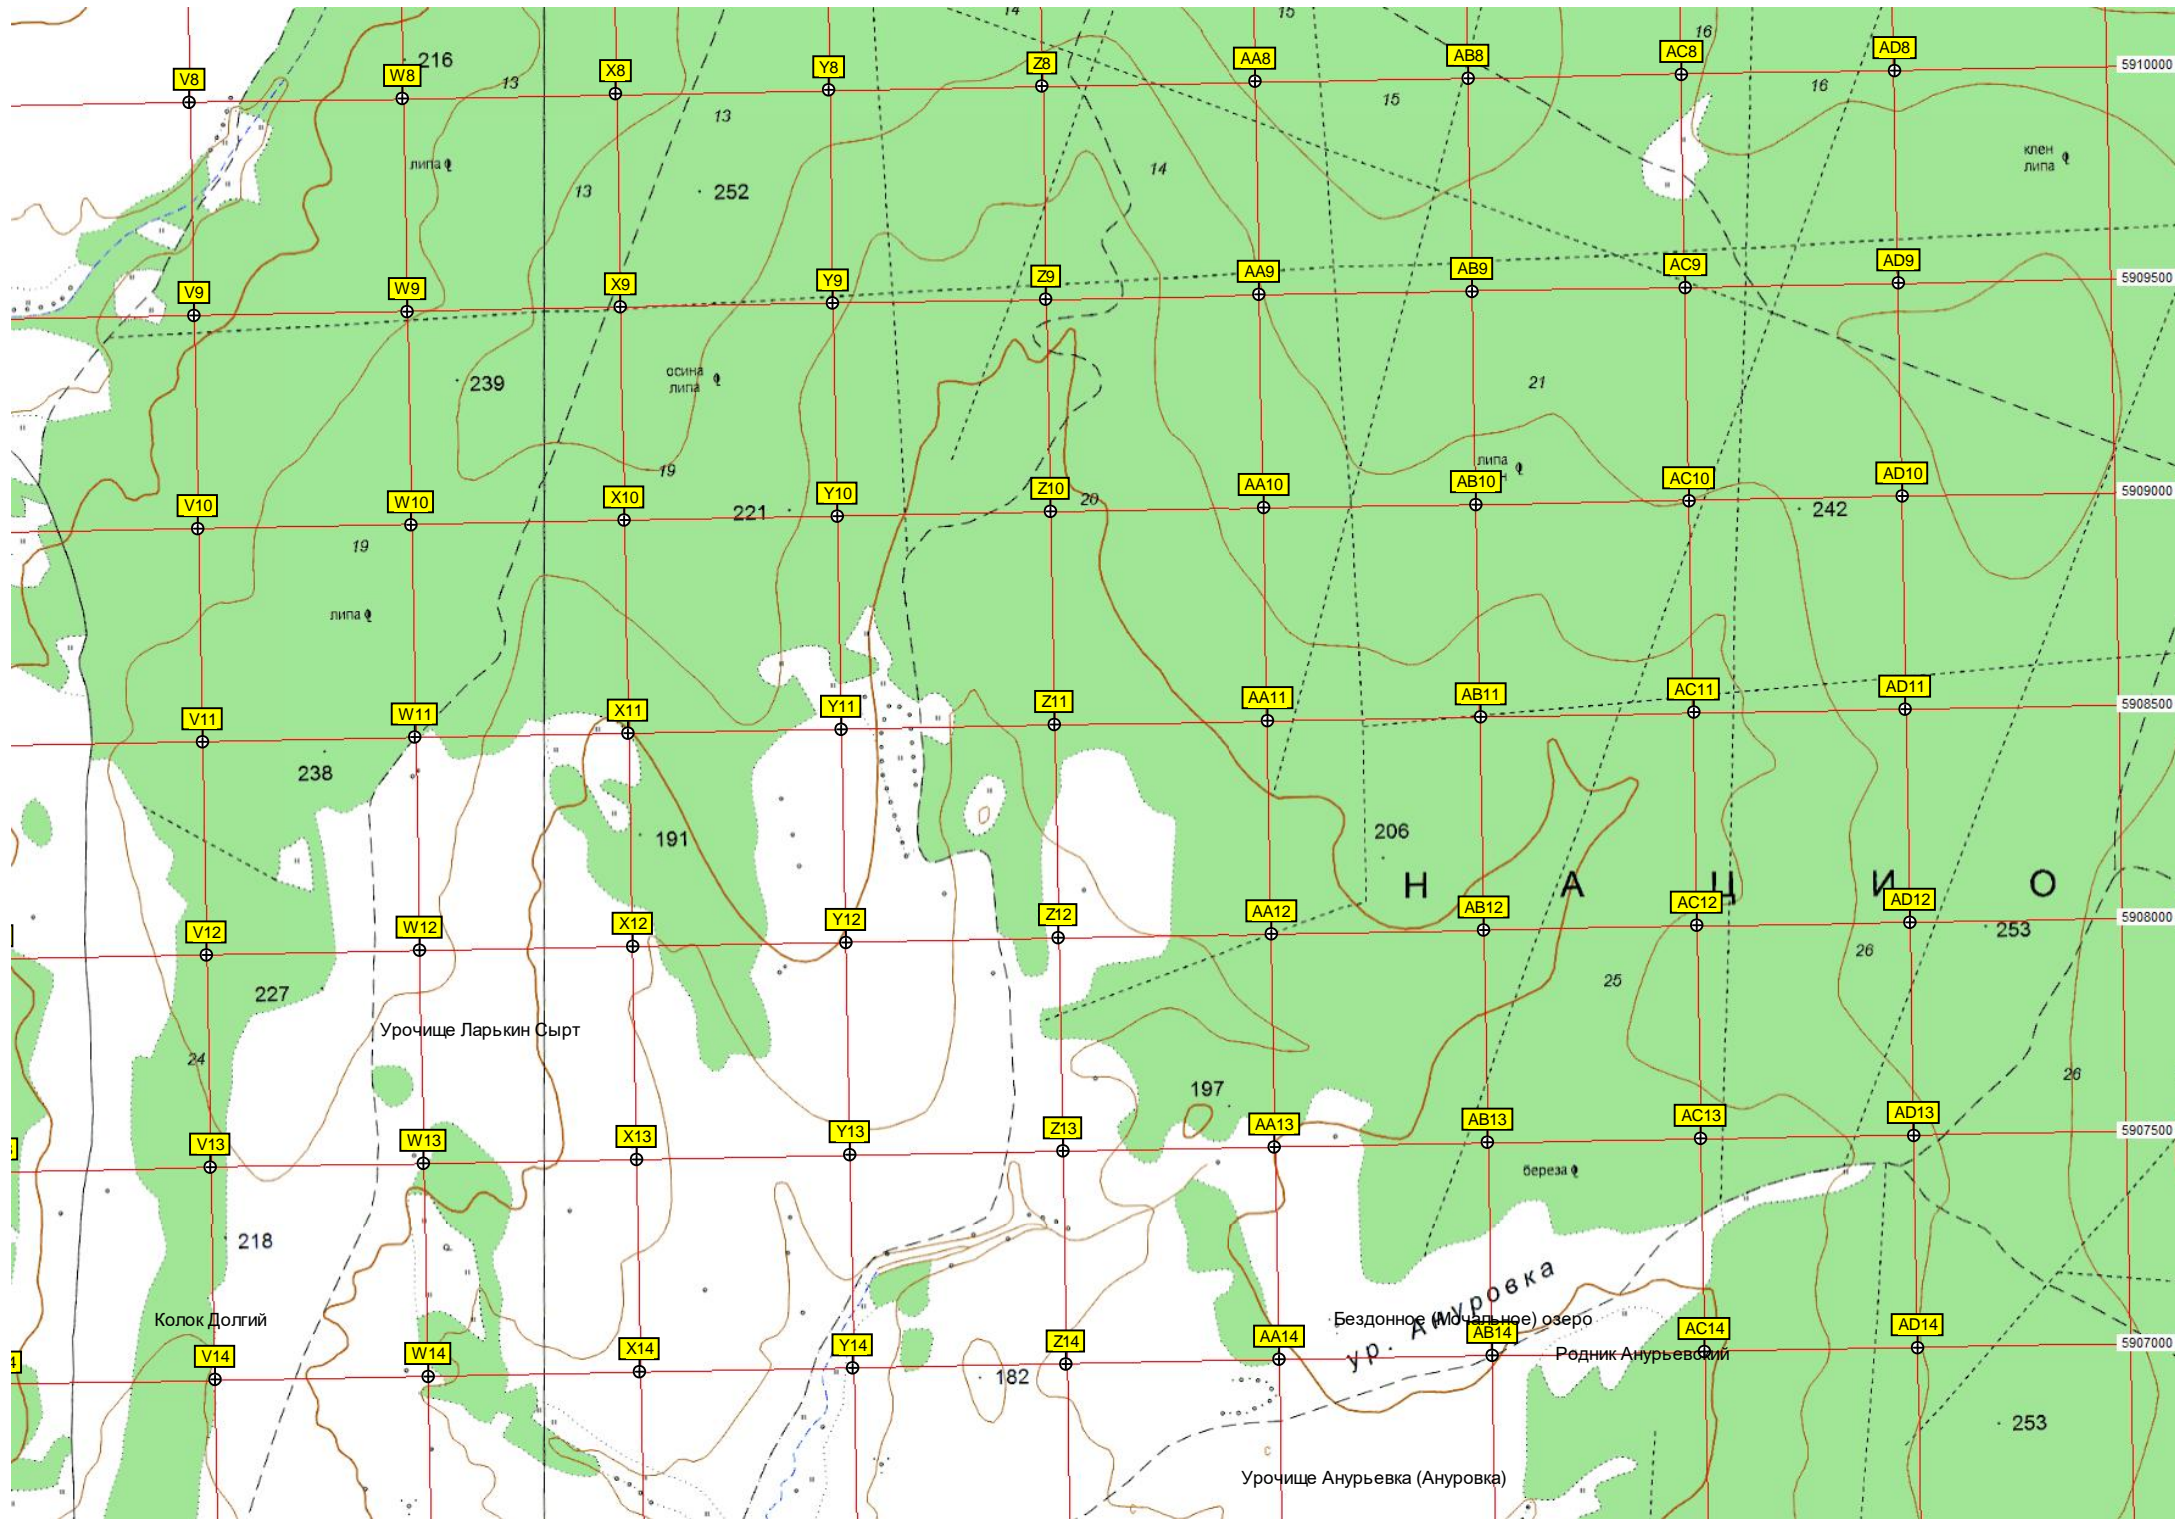 14
15
16
216
V8
W8
X8
Y8
Z8
AA8
AB8
AC8
AD8
5910000
13
13
15
16
липа
13
252
14
клен
липа
V9
W9
X9
Y9
Z9
AA9
AB9
AC9
AD9
5909500
239
осина
липа
21
19
липа
V10
W10
X10
Y10
Z10
AA10
AB10
AC10
AD10
5909000
221
20
242
19
липа
V11
W11
X11
Y11
Z11
AA11
AB11
AC11
AD11
5908500
238
191
206
Н А Ц И О
V12
W12
X12
Y12
Z12
AA12
AB12
AC12
AD12
5908000
253
26
25
227
Урочище Ларькин Сырт
24
197
26
V13
W13
X13
Y13
Z13
AA13
AB13
AC13
AD13
5907500
береза
218
Колок Долгий
ур. Ануровка
Бездонное (Мочальное) озеро
V14
W14
X14
Y14
Z14
AA14
AB14
AC14
AD14
5907000
Родник Анурьевский
182
253
Урочище Анурьевка (Ануровка)
с
с